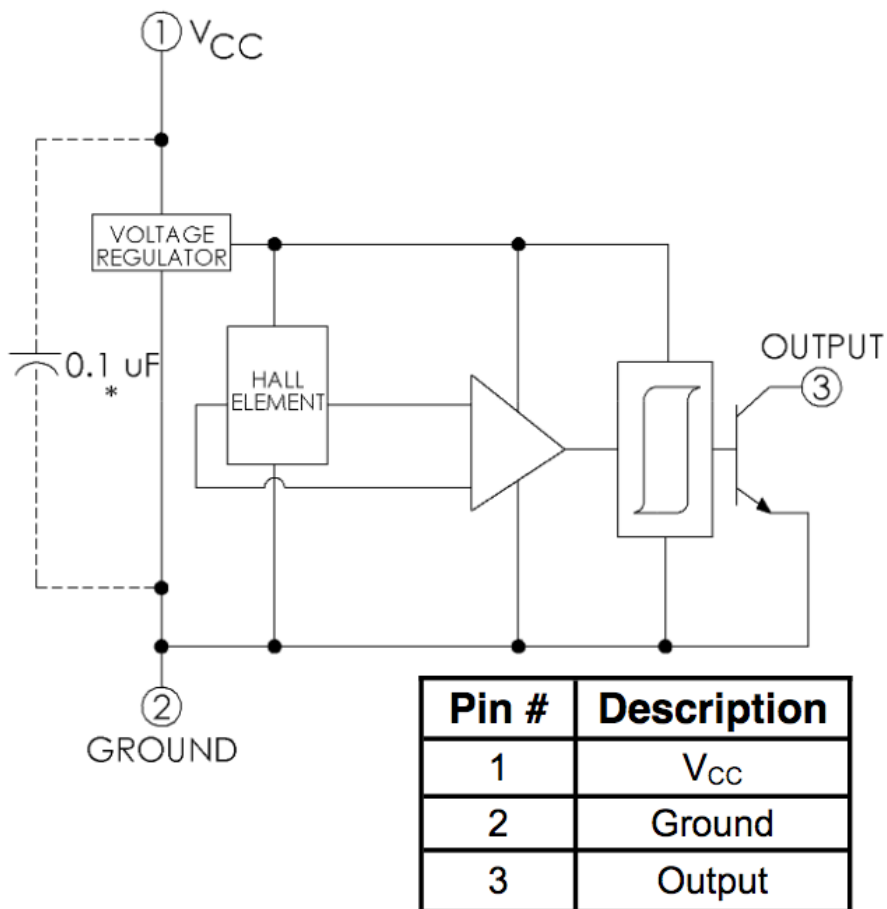 1 VCC
VOLTAGE
REGULATOR
0.1 uF
*
HALL
ELEMENT
OUTPUT
3
2
GROUND
Pin # Description
1 VCC
2 Ground
3 Output